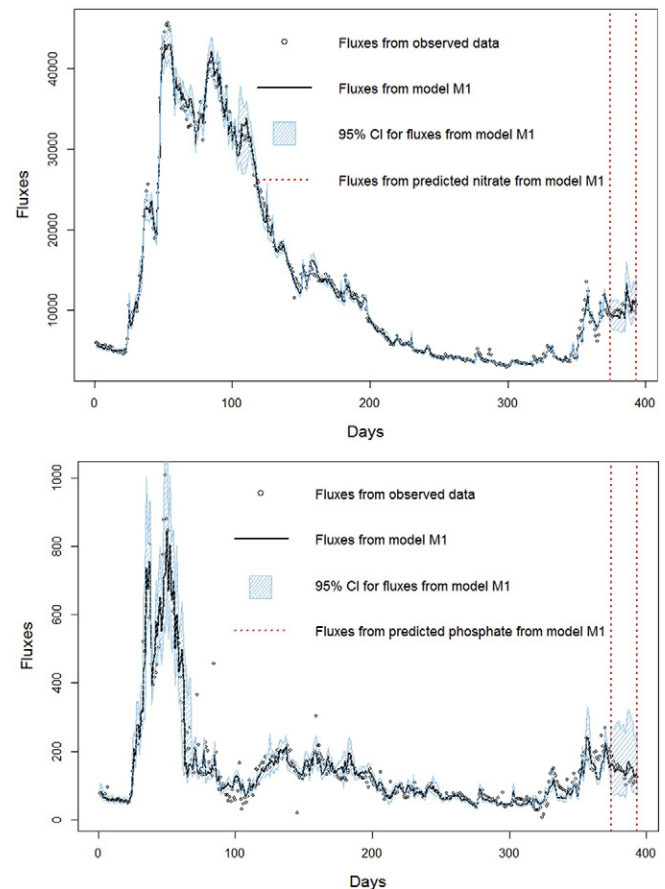 Fluxes from observed data
Fluxes from model M1
95% CI for fluxes from model M1
Fluxes from predicted nitrate from model M1
Fluxes
40000
30000
20000
10000
0 100 200 300 400
Days
Fluxes from observed data
Fluxes from model M1
95% CI for fluxes from model M1
Fluxes from predicted phosphate from model M1
Fluxes
1000
800
600
400
200
0
0 100 200 300 400
Days